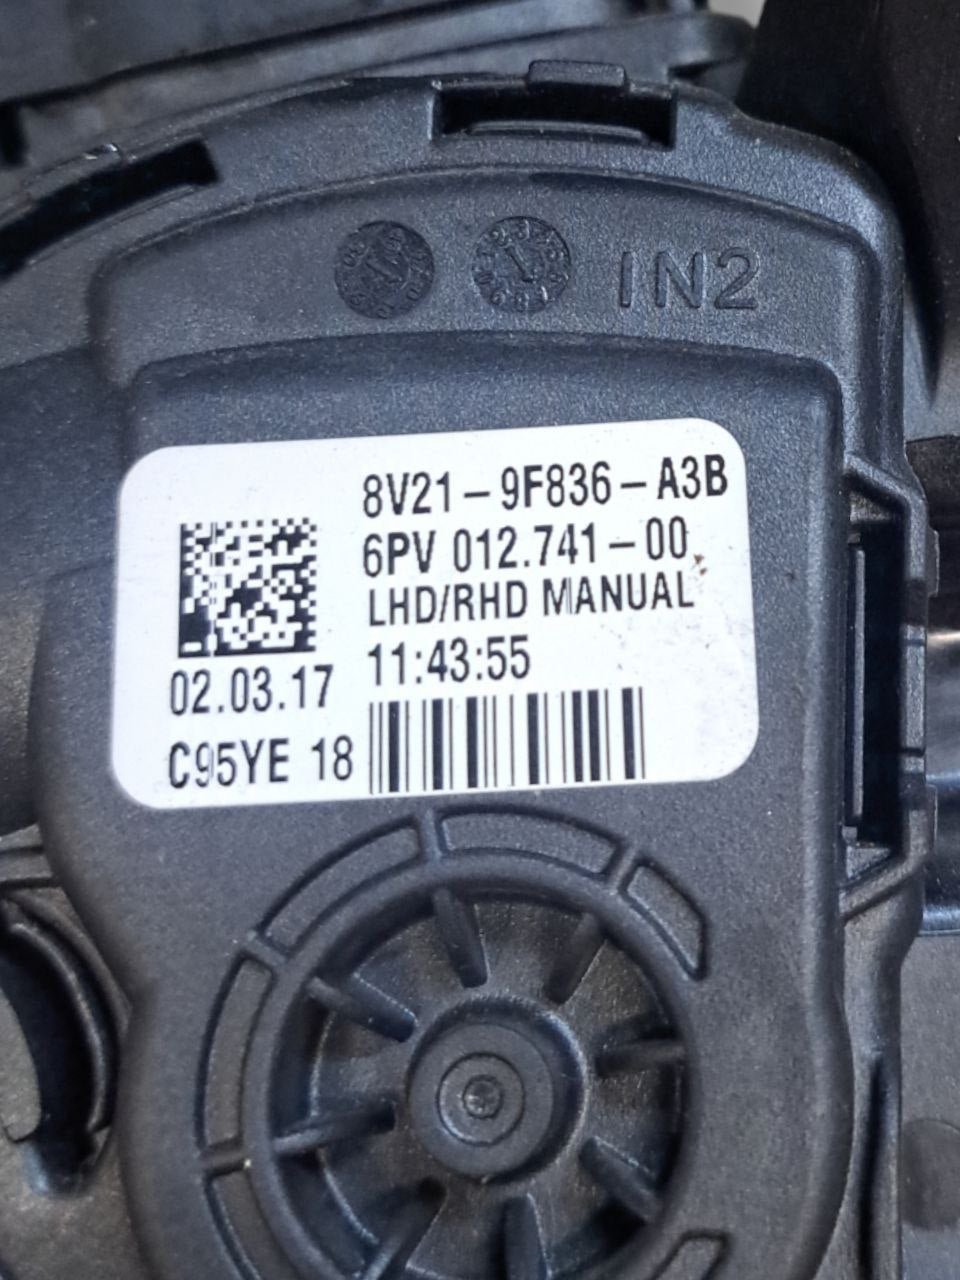 IN2
8V21-9F836-A3B
6PV 012.741-00
LHD/RHD MANUAL
02.03.17 11:43:55
C95YE 18